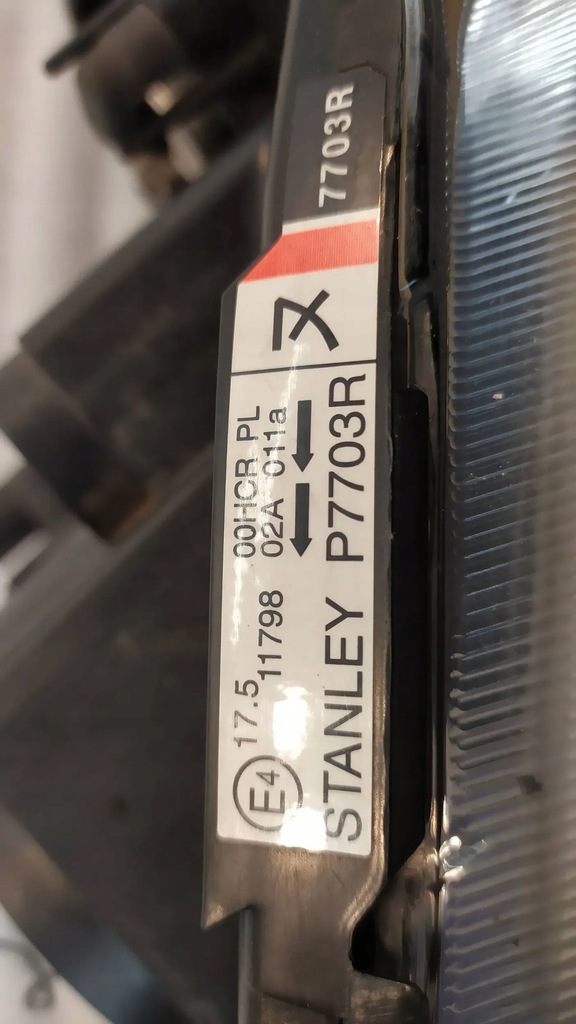 E4 17.5 00HCR PL
11798 02A 011a
STANLEY P7703R
7703R